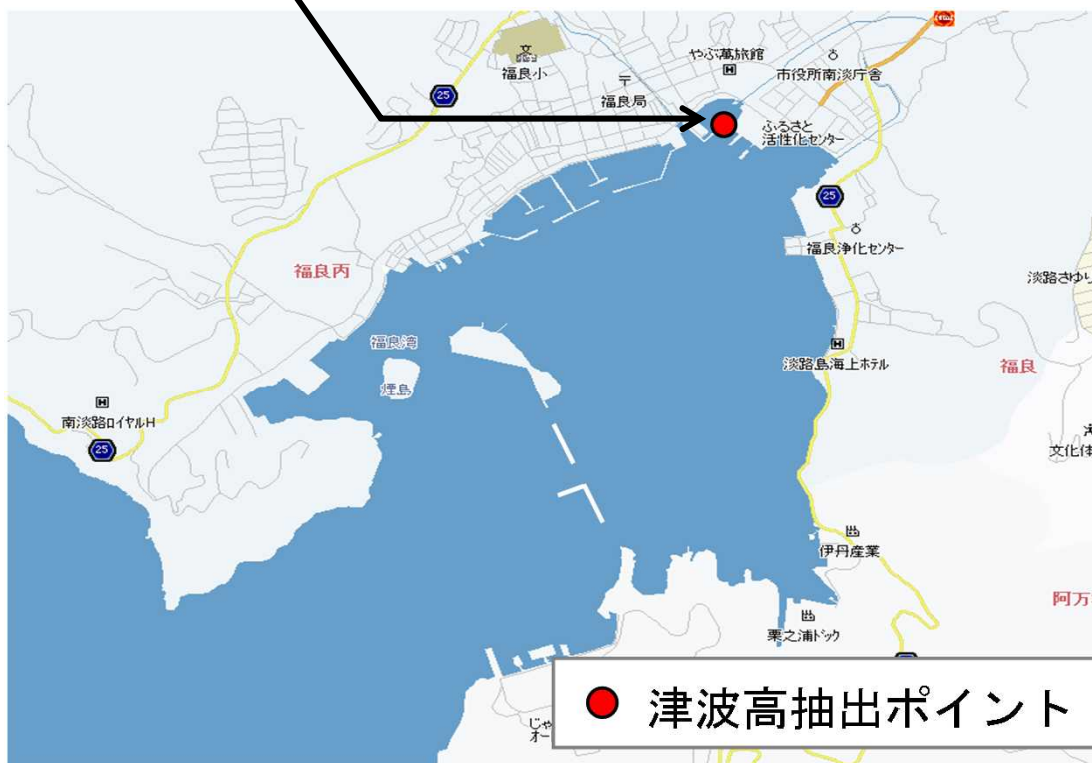 やぶ萬旅館
市役所南淡庁舎
文
福良小
〒
福良局
25
ふるさと
活性化センター
25
福良浄化センター
福良丙
淡路さゆり
福良湾
煙島
H
淡路島海上ホテル
福良
H
南淡路ロイヤルH
25
文化体
伊丹産業
阿万
栗之浦ドック
じゃ
オー
津波高抽出ポイント